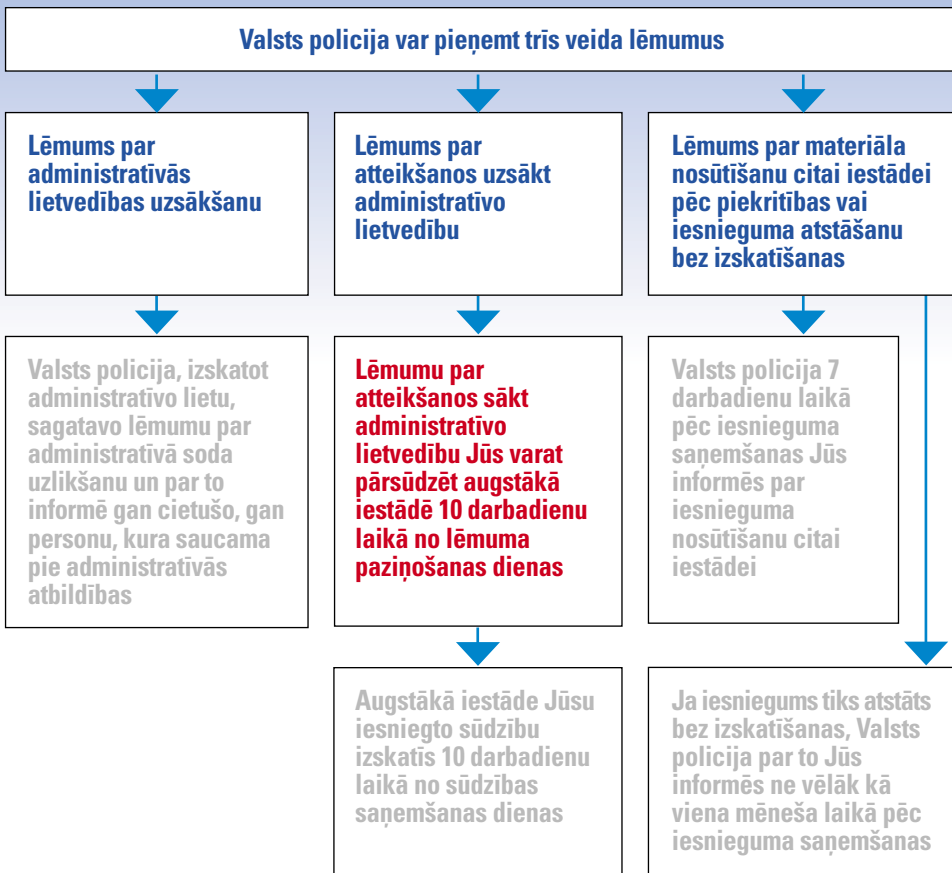 Valsts policija var pieņemt trīs veida lēmumus
Lēmums par
administratīvās
lietvedības uzsākšanu
Lēmums par
atteikšanos uzsākt
administratīvo
lietvedību
Lēmums par materiāla
nosūtīšanu citai iestādei
pēc piekritības vai
iesnieguma atstāšanu
bez izskatīšanas
Valsts policija, izskatot
administratīvo lietu,
sagatavo lēmumu par
administratīvā soda
uzlikšanu un par to
informē gan cietušo, gan
personu, kura saucama
pie administratīvās
atbildības
Lēmumu par
atteikšanos sākt
administratīvo
lietvedību Jūs varat
pārsūdzēt augstākā
iestādē 10 darbadienu
laikā no lēmuma
paziņošanas dienas
Valsts policija 7
darbadienu laikā
pēc iesnieguma
saņemšanas Jūs
informēs par
iesnieguma
nosūtīšanu citai
iestādei
Augstākā iestāde Jūsu
iesniegto sūdzību
izskatīs 10 darbadienu
laikā no sūdzības
saņemšanas dienas
Ja iesniegums tiks atstāts
bez izskatīšanas, Valsts
policija par to Jūs
informēs ne vēlāk kā
viena mēneša laikā pēc
iesnieguma saņemšanas